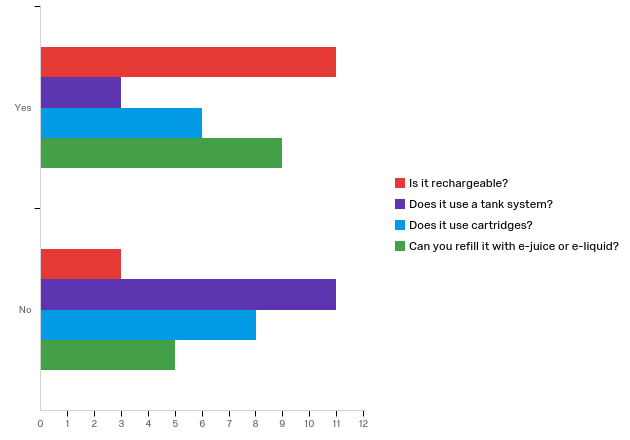 Yes
No
0 1 2 3 4 5 6 7 8 9 10 11 12
Is it rechargeable?
Does it use a tank system?
Does it use cartridges?
Can you refill it with e-juice or e-liquid?